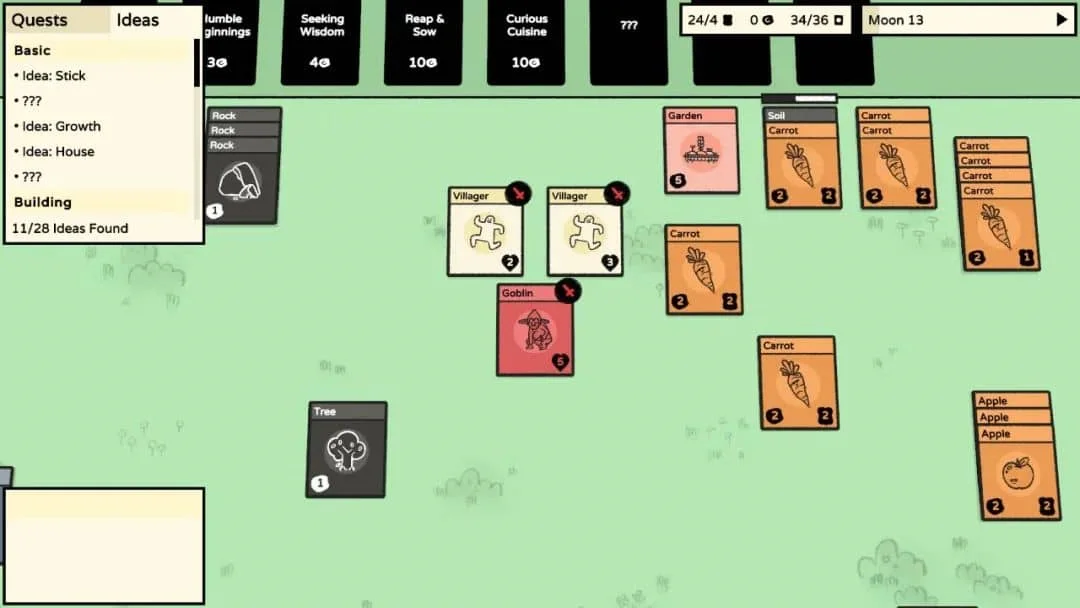 Quests Ideas
Basic
• Idea: Stick
• ???
• Idea: Growth
• Idea: House
• ???
Building
11/28 Ideas Found
ginnings
3
Seeking
Wisdom
4
Reap &
Sow
10
Curious
Cuisine
10
???
24/4 0 34/36
Moon 13
Rock
Rock
Rock
1
Villager
2
Villager
3
Goblin
5
Tree
1
Garden
5
Soil
Carrot
2 2
Carrot
Carrot
2 2
Carrot
Carrot
Carrot
Carrot
2 1
Carrot
2 2
Carrot
2 2
Apple
Apple
Apple
2 2